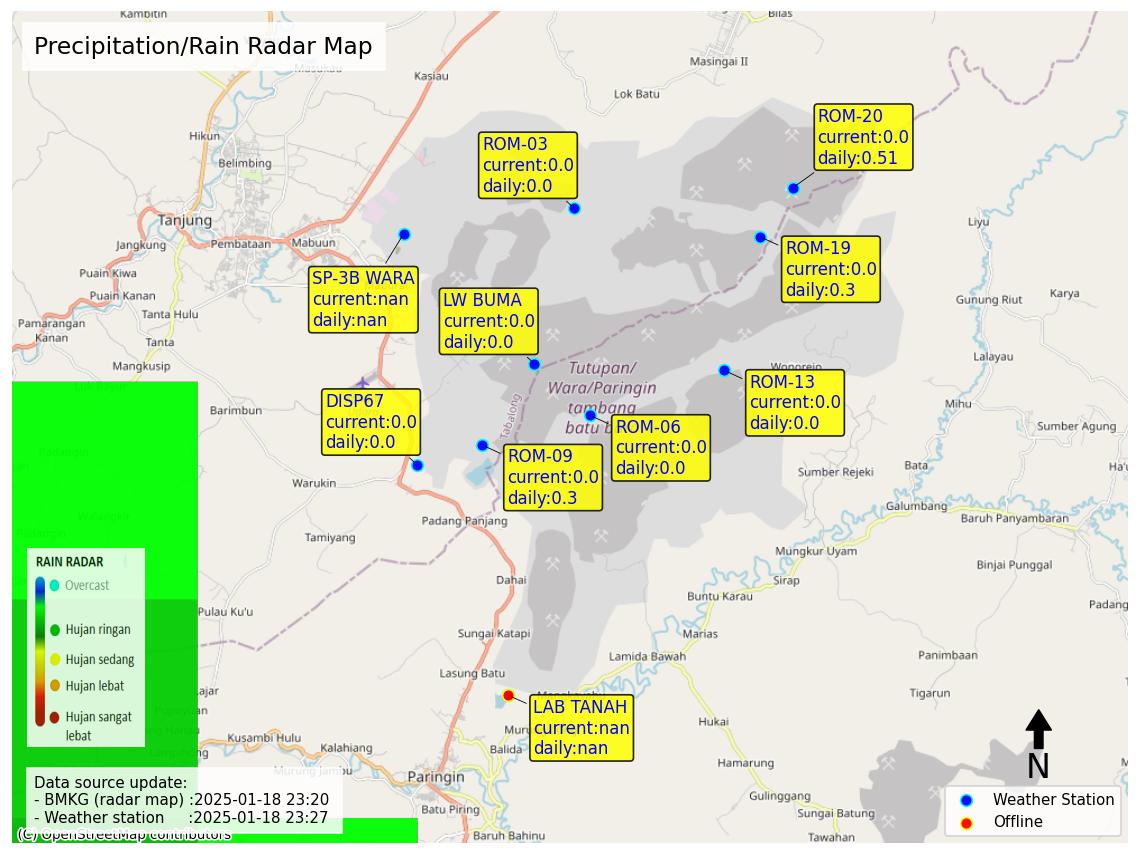 Precipitation/Rain Radar Map
Kambitin
Bilas
Masingai II
Kasiau
Lok Batu
Masukau
Hikun
Belimbing
Tanjung
Jangkung
Pembataan
Mabuun
Puain Kiwa
Puain Kanan
Tanta Hulu
Pamarangan
Kanan
Tanta
Mangkusip
ROM-03
current:0.0
daily:0.0
ROM-20
current:0.0
daily:0.51
ROM-19
current:0.0
daily:0.3
SP-3B WARA
current:nan
daily:nan
LW BUMA
current:0.0
daily:0.0
Liyu
Gunung Riut
Karya
Lalayau
Wonorejo
Mihu
Sumber Agung
Tutupan/
Wara/Paringin
tambang
batu b
Tabalong
ROM-13
current:0.0
daily:0.0
DISP67
current:0.0
daily:0.0
ROM-06
current:0.0
daily:0.0
ROM-09
current:0.0
daily:0.3
Barimbun
Padangin
Walangkir
Warukin
Tamiyang
Padang Panjang
Sumber Rejeki
Bata
Ha'u
Galumbang
Baruh Panyambaran
Mungkur Uyam
Binjai Punggal
Sirap
Buntu Karau
Padang
Dahai
Pulau Ku'u
Sungai Katapi
Marias
Lamida Bawah
Panimbaan
Lasung Batu
Tigarun
RAIN RADAR
Overcast
Hujan ringan
Hujan sedang
Hujan lebat
Hujan sangat
lebat
LAB TANAH
current:nan
daily:nan
Hukai
Kusambi Hulu
Kalahiang
Balida
Murung Jambu
Paringin
Hamarung
Gulinggang
Batu Piring
Sungai Batung
Baruh Bahinu
Tawahan
Data source update:
- BMKG (radar map) :2025-01-18 23:20
- Weather station :2025-01-18 23:27
(C) OpenStreetMap contributors
N
Weather Station
Offline